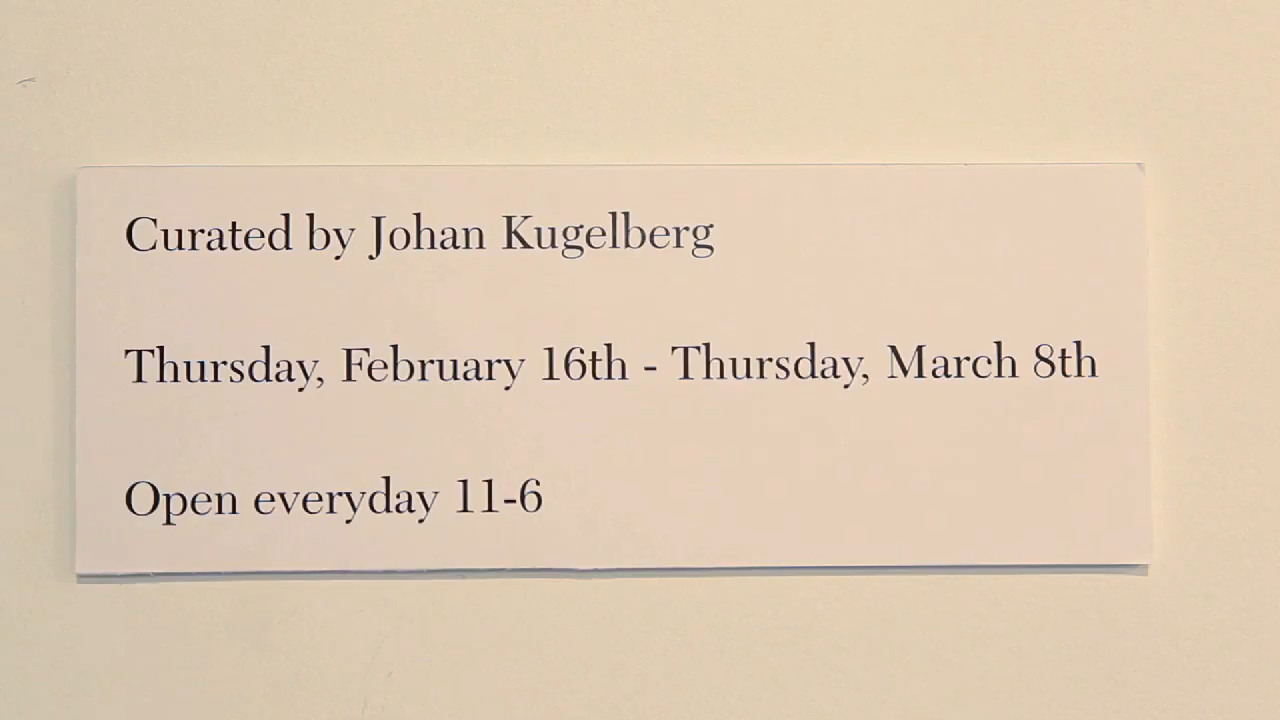 Curated by Johan Kugelberg
Thursday, February 16th - Thursday, March 8th
Open everyday 11-6